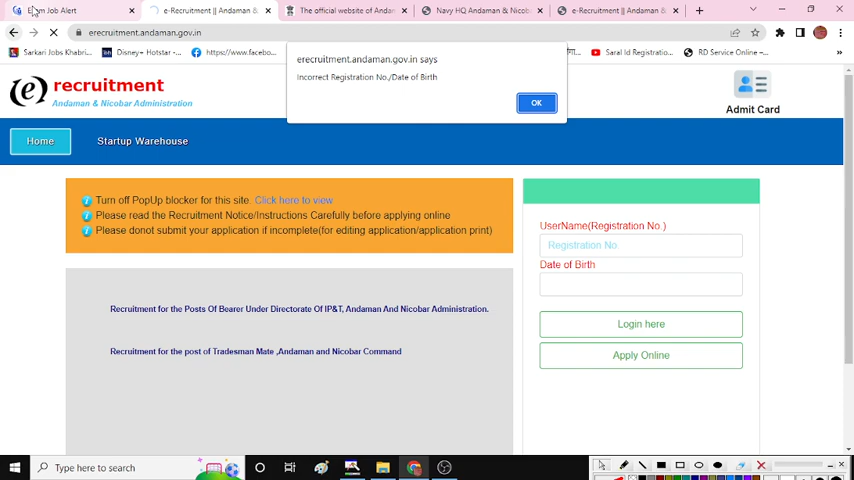 Exam Job Alert
e-Recruitment || Andaman &
The official website of Andam
Navy HQ Andaman & Nicoba
e-Recruitment || Andaman &
erecruitment.andaman.gov.in
Sarkari Jobs Khabri...
Disney+ Hotstar - ...
https://www.facebo...
Saral Id Registratio...
RD Service Online –...
erecruitment.andaman.gov.in says
Incorrect Registration No./Date of Birth
OK
e recruitment
Andaman & Nicobar Administration
Admit Card
Home
Startup Warehouse
Turn off PopUp blocker for this site. Click here to view
Please read the Recruitment Notice/Instructions Carefully before applying online
Please donot submit your application if incomplete(for editing application/application print)
UserName(Registration No.)
Registration No
Date of Birth
Recruitment for the Posts Of Bearer Under Directorate Of IP&T, Andaman And Nicobar Administration.
Login here
Recruitment for the post of Tradesman Mate ,Andaman and Nicobar Command
Apply Online
Type here to search